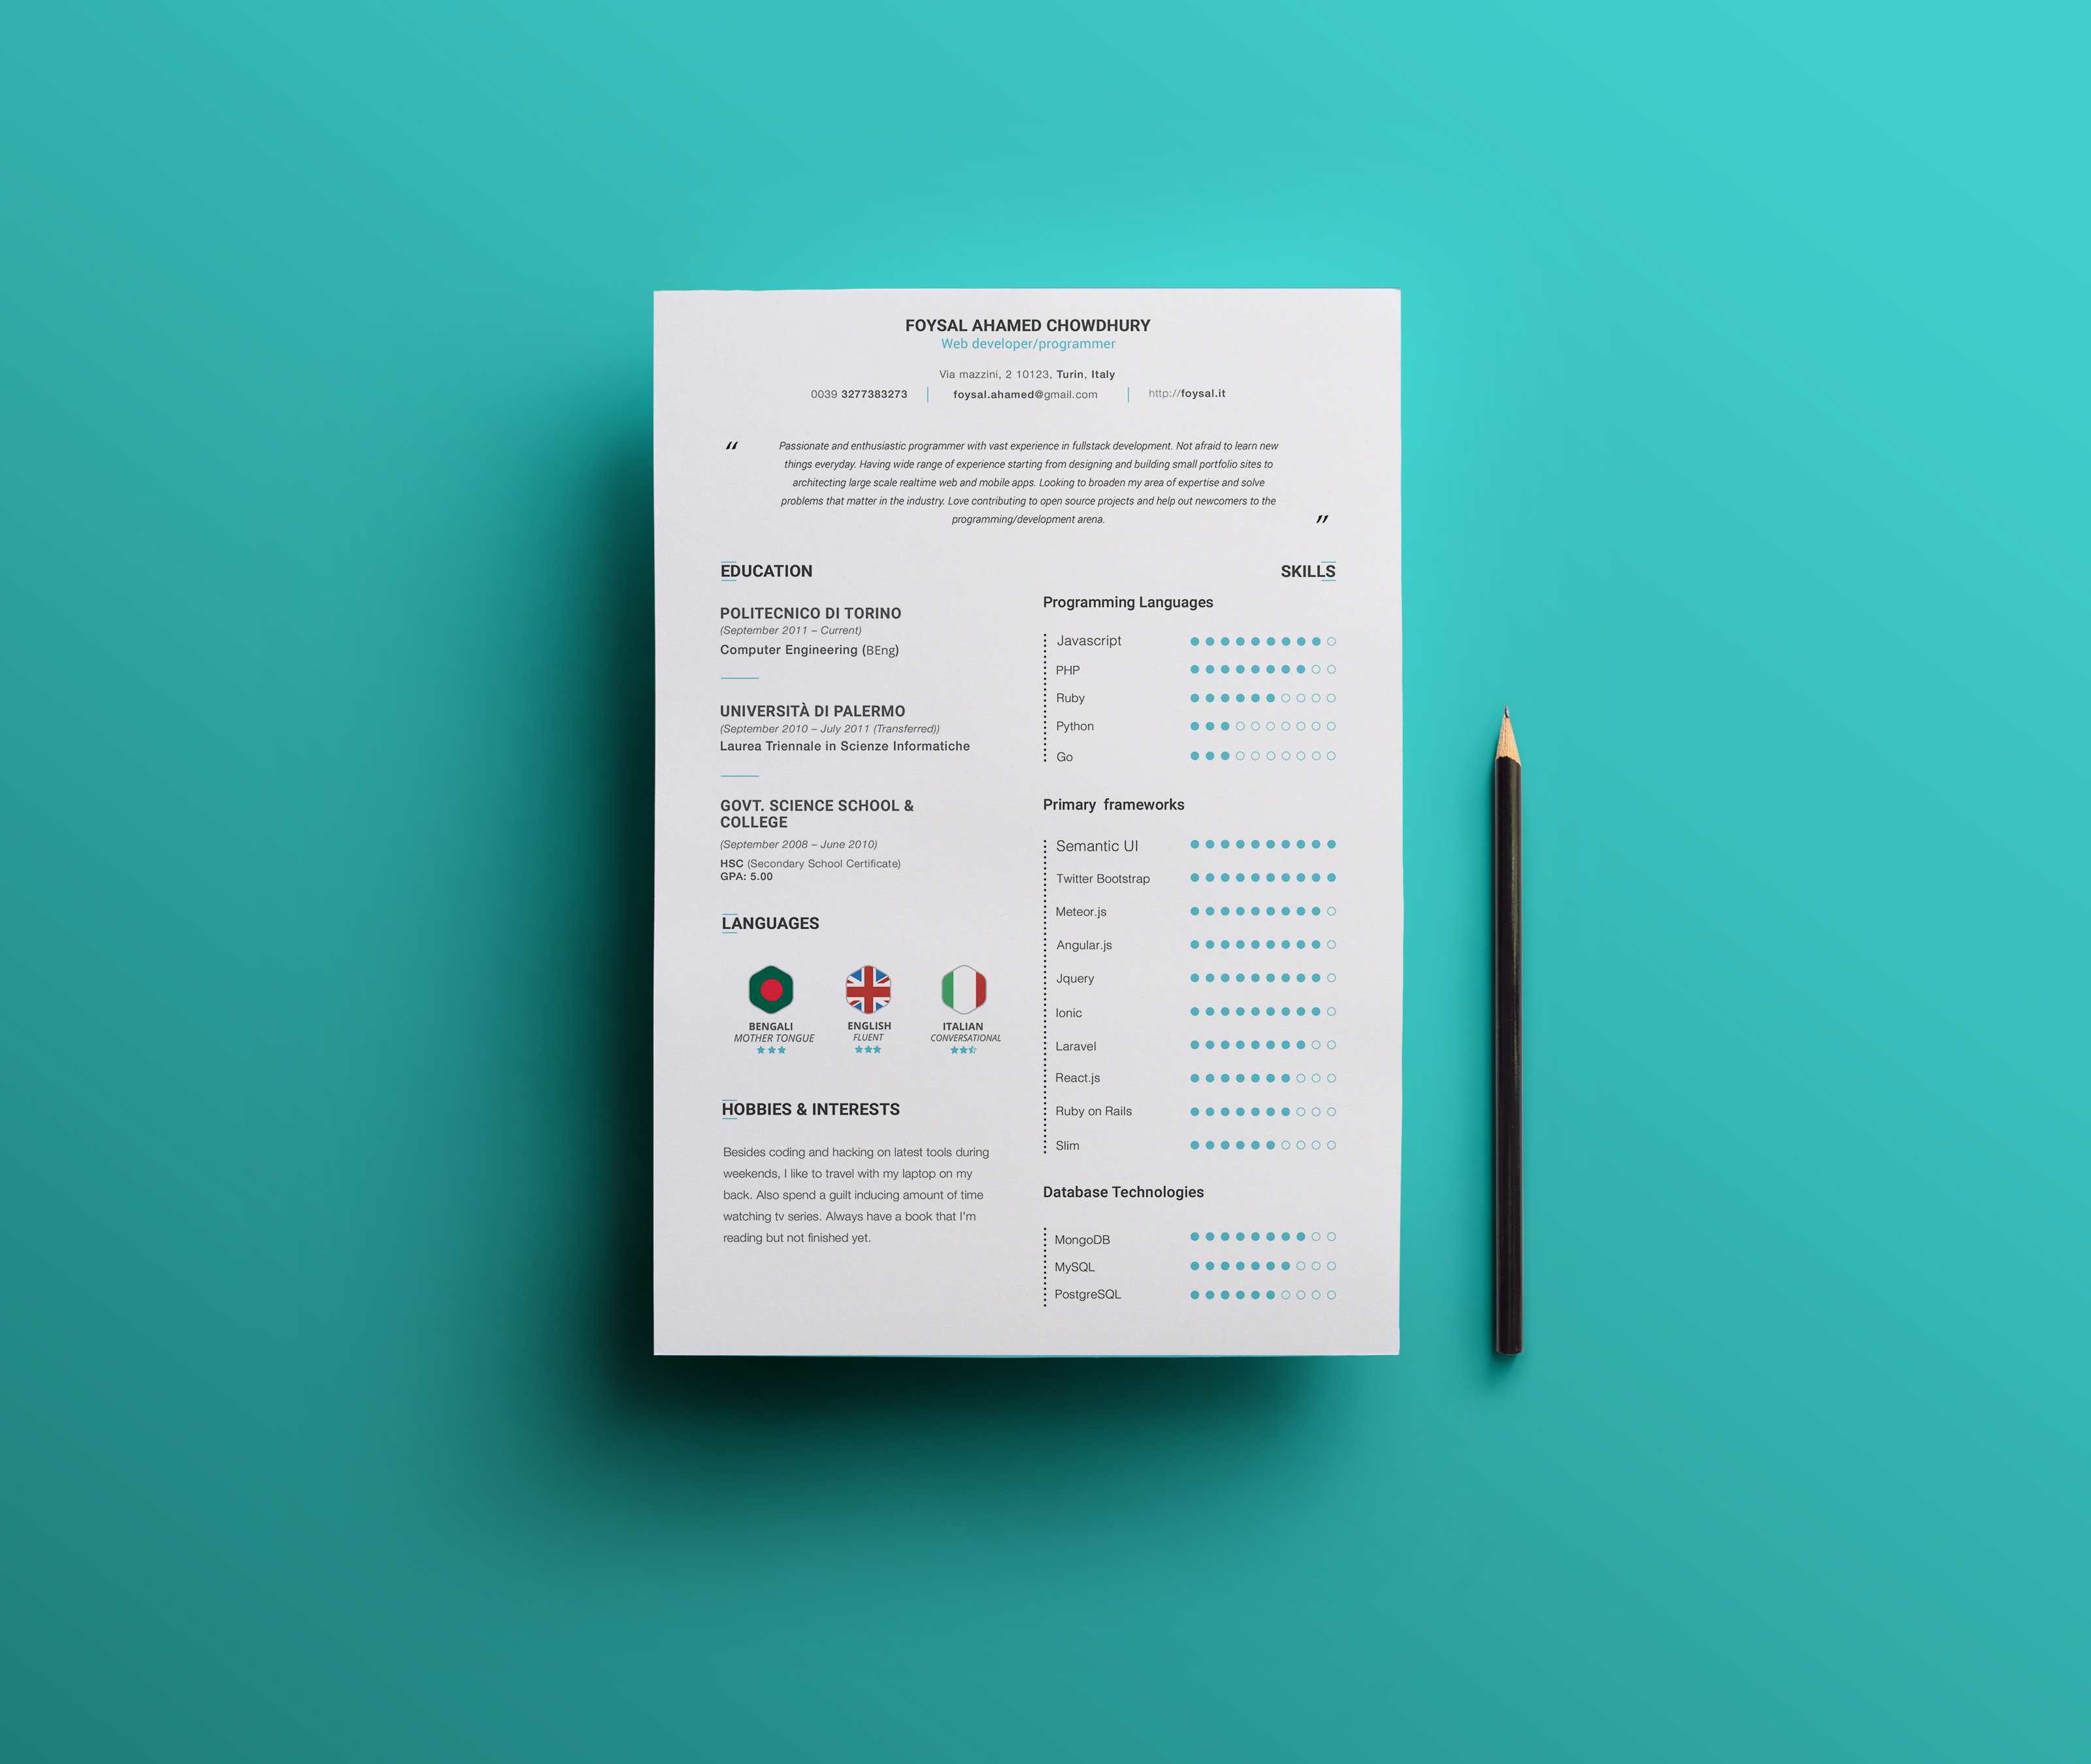 FOYSAL AHAMED CHOWDHURY
Web developer/programmer
Via mazzini, 2 10123, Turin, Italy
0039 3277383273 | foysal.ahamed@gmail.com | http://foysal.it
“ Passionate and enthusiastic programmer with vast experience in fullstack development. Not afraid to learn new
things everyday. Having wide range of experience starting from designing and building small portfolio sites to
architecting large scale realtime web and mobile apps. Looking to broaden my area of expertise and solve
problems that matter in the industry. Love contributing to open source projects and help out newcomers to the
programming/development arena. ”
EDUCATION
POLITECNICO DI TORINO
(September 2011 – Current)
Computer Engineering (BEng)
UNIVERSITÀ DI PALERMO
(September 2010 – July 2011 (Transferred))
Laurea Triennale in Scienze Informatiche
GOVT. SCIENCE SCHOOL &
COLLEGE
(September 2008 – June 2010)
HSC (Secondary School Certificate)
GPA: 5.00
LANGUAGES
BENGALI
MOTHER TONGUE
ENGLISH
FLUENT
ITALIAN
CONVERSATIONAL
HOBBIES & INTERESTS
Besides coding and hacking on latest tools during
weekends, I like to travel with my laptop on my
back. Also spend a guilt inducing amount of time
watching tv series. Always have a book that I'm
reading but not finished yet.
SKILLS
Programming Languages
Javascript
PHP
Ruby
Python
Go
Primary frameworks
Semantic UI
Twitter Bootstrap
Meteor.js
Angular.js
Jquery
Ionic
Laravel
React.js
Ruby on Rails
Slim
Database Technologies
MongoDB
MySQL
PostgreSQL